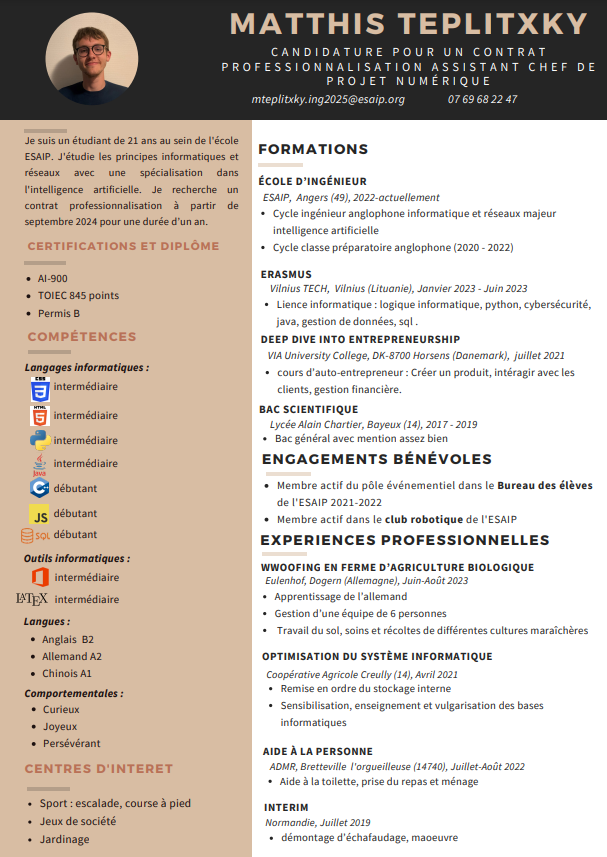 MATTHIS TEPLITXKY
CANDIDATURE POUR UN CONTRAT
PROFESSIONNALISATION ASSISTANT CHEF DE
PROJET NUMÉRIQUE
mteplitxky.ing2025@esaip.org 07 69 68 22 47
Je suis un étudiant de 21 ans au sein de l'école
ESAIP. J'étudie les principes informatiques et
réseaux avec une spécialisation dans
l'intelligence artificielle. Je recherche un
contrat professionnalisation à partir de
septembre 2024 pour une durée d'un an.
CERTIFICATIONS ET DIPLÔME
• AI-900
• TOIEC 845 points
• Permis B
COMPÉTENCES
Langages informatiques :
CSS intermédiaire
HTML intermédiaire
intermédiaire
Java intermédiaire
C++ débutant
JS débutant
SQL débutant
Outils informatiques :
intermédiaire
LATEX intermédiaire
Langues :
• Anglais B2
• Allemand A2
• Chinois A1
Comportementales :
• Curieux
• Joyeux
• Persévérant
CENTRES D'INTERET
• Sport : escalade, course à pied
• Jeux de société
• Jardinage
FORMATIONS
ÉCOLE D'INGÉNIEUR
ESAIP, Angers (49), 2022-actuellement
• Cycle ingénieur anglophone informatique et réseaux majeur
intelligence artificielle
• Cycle classe préparatoire anglophone (2020 - 2022)
ERASMUS
Vilnius TECH, Vilnius (Lituanie), Janvier 2023 - Juin 2023
• Lience informatique : logique informatique, python, cybersécurité,
java, gestion de données, sql .
DEEP DIVE INTO ENTREPRENEURSHIP
VIA University College, DK-8700 Horsens (Danemark), juillet 2021
• cours d'auto-entrepreneur : Créer un produit, intéragir avec les
clients, gestion financière.
BAC SCIENTIFIQUE
Lycée Alain Chartier, Bayeux (14), 2017 - 2019
• Bac général avec mention assez bien
ENGAGEMENTS BÉNÉVOLES
• Membre actif du pôle événementiel dans le Bureau des élèves
de l'ESAIP 2021-2022
• Membre actif dans le club robotique de l'ESAIP
EXPERIENCES PROFESSIONNELLES
WWOOFING EN FERME D'AGRICULTURE BIOLOGIQUE
Eulenhof, Dogern (Allemagne), Juin-Août 2023
• Apprentissage de l'allemand
• Gestion d'une équipe de 6 personnes
• Travail du sol, soins et récoltes de différentes cultures maraîchères
OPTIMISATION DU SYSTÈME INFORMATIQUE
Coopérative Agricole Creully (14), Avril 2021
• Remise en ordre du stockage interne
• Sensibilisation, enseignement et vulgarisation des bases
informatiques
AIDE À LA PERSONNE
ADMR, Bretteville l'orgueilleuse (14740), Juillet-Août 2022
• Aide à la toilette, prise du repas et ménage
INTERIM
Normandie, Juillet 2019
• démontage d'échafaudage, maoeuvre